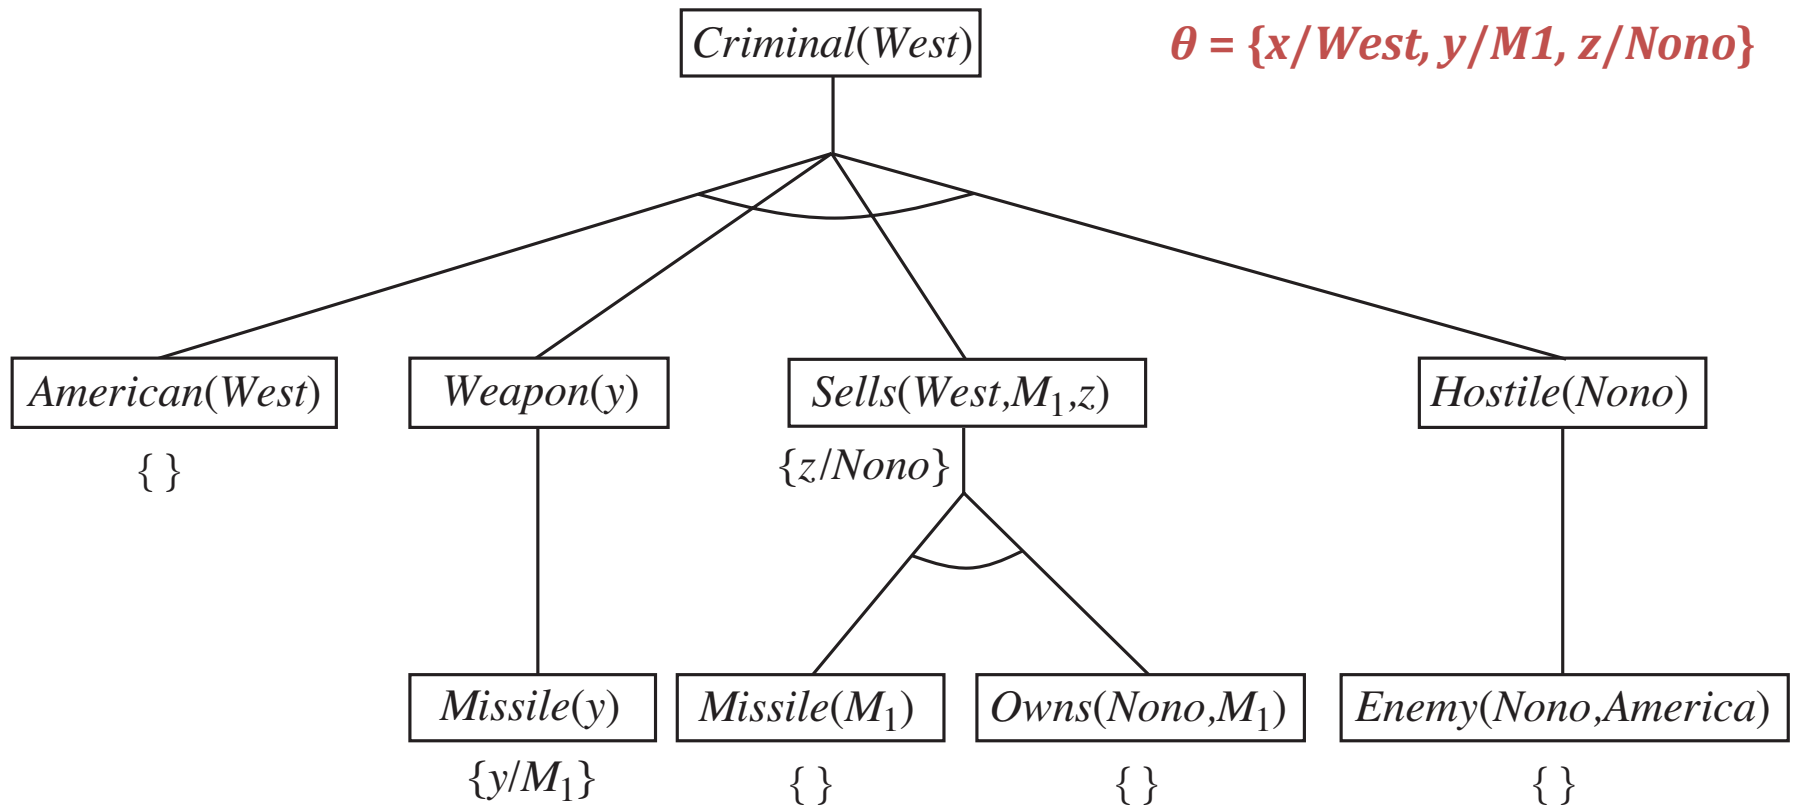 Criminal(West)
θ = {x/West, y/M1, z/Nono}
American(West)
Weapon(y)
Sells(West,M₁,z)
Hostile(Nono)
{ }
{z/Nono}
Missile(y)
Missile(M₁)
Owns(Nono,M₁)
Enemy(Nono,America)
{y/M₁}
{ }
{ }
{ }